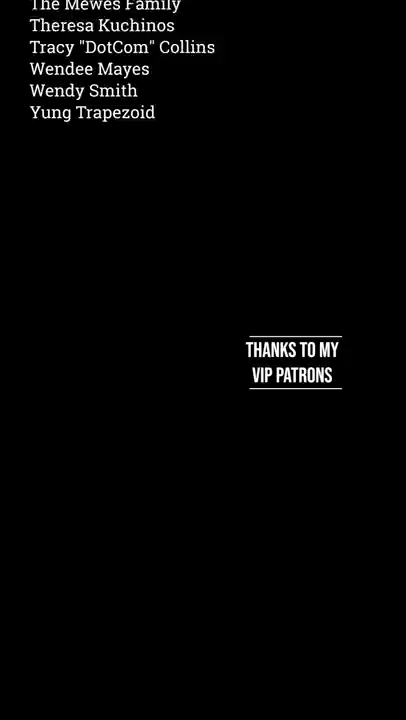 The Mewes Family
Theresa Kuchinos
Tracy "DotCom" Collins
Wendee Mayes
Wendy Smith
Yung Trapezoid
THANKS TO MY
VIP PATRONS